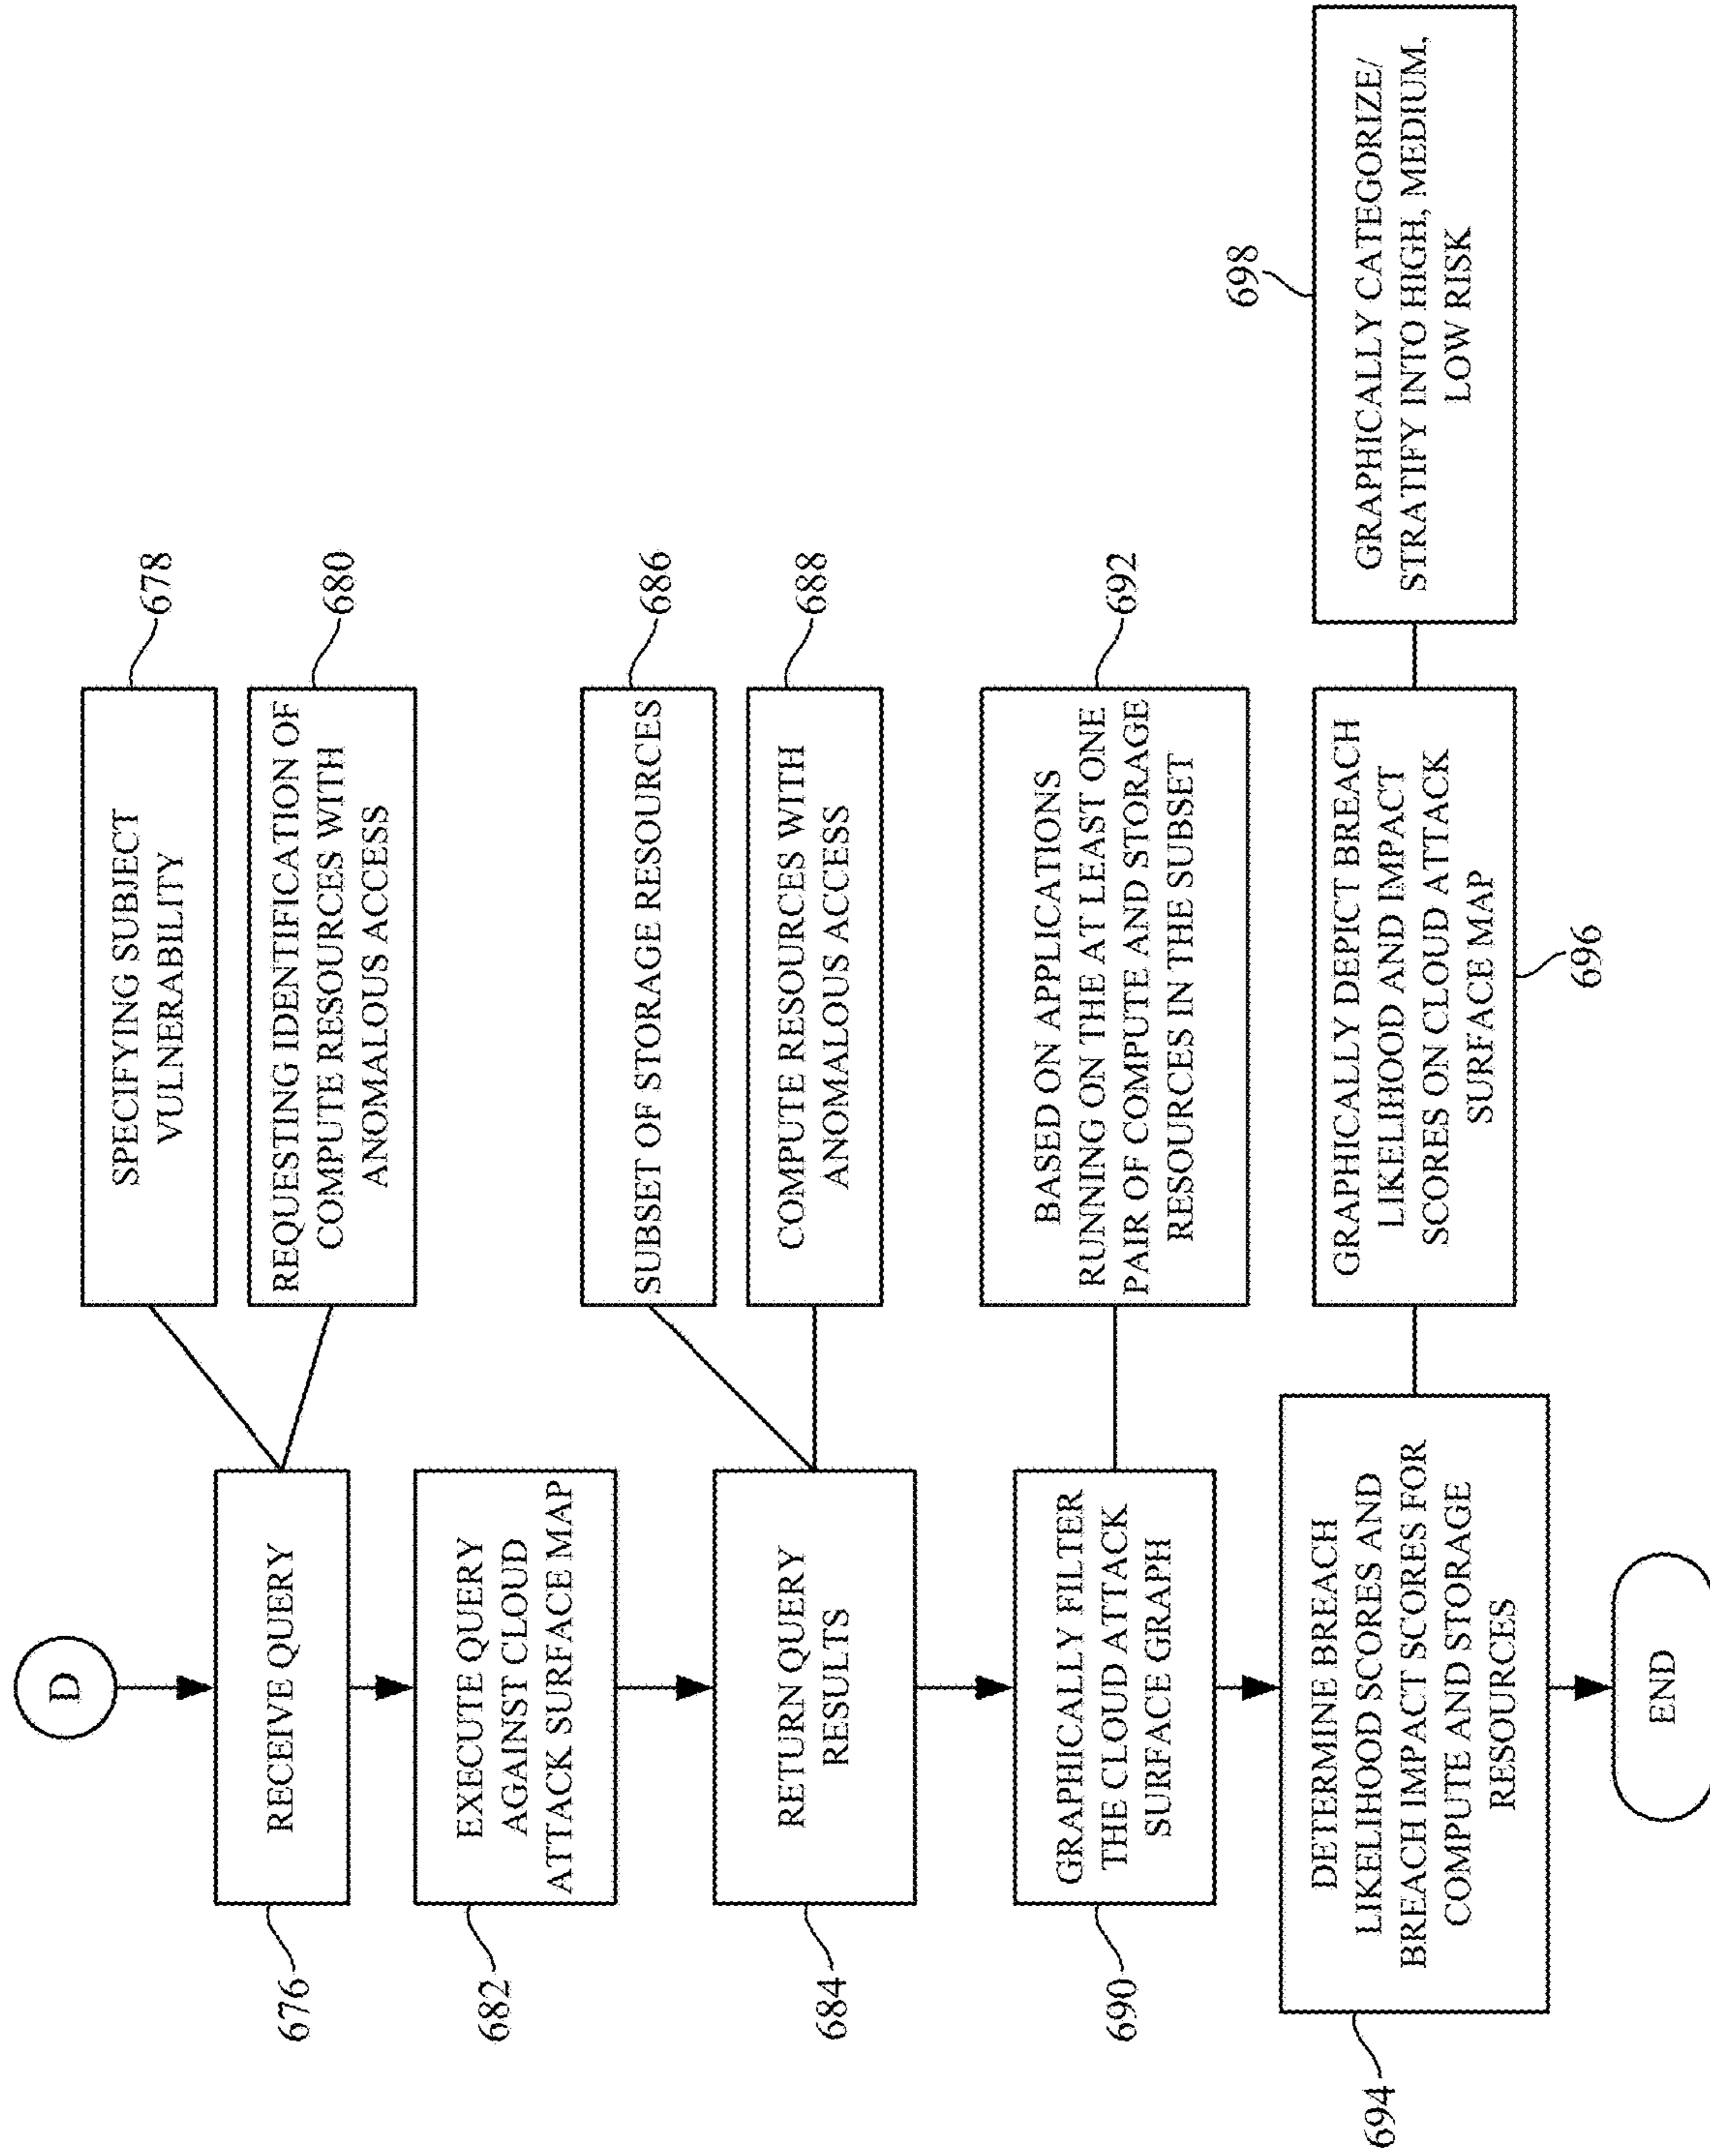 D
RECEIVE QUERY
676
SPECIFYING SUBJECT
VULNERABILITY
678
REQUESTING IDENTIFICATION OF
COMPUTE RESOURCES WITH
ANOMALOUS ACCESS
680
EXECUTE QUERY
AGAINST CLOUD
ATTACK SURFACE MAP
682
RETURN QUERY
RESULTS
684
SUBSET OF STORAGE RESOURCES
686
COMPUTE RESOURCES WITH
ANOMALOUS ACCESS
688
GRAPHICALLY FILTER
THE CLOUD ATTACK
SURFACE GRAPH
690
BASED ON APPLICATIONS
RUNNING ON THE AT LEAST ONE
PAIR OF COMPUTE AND STORAGE
RESOURCES IN THE SUBSET
692
DETERMINE BREACH
LIKELIHOOD SCORES AND
BREACH IMPACT SCORES FOR
COMPUTE AND STORAGE
RESOURCES
694
GRAPHICALLY DEPICT BREACH
LIKELIHOOD AND IMPACT
SCORES ON CLOUD ATTACK
SURFACE MAP
696
GRAPHICALLY CATEGORIZE/
STRATIFY INTO HIGH, MEDIUM,
LOW RISK
698
END